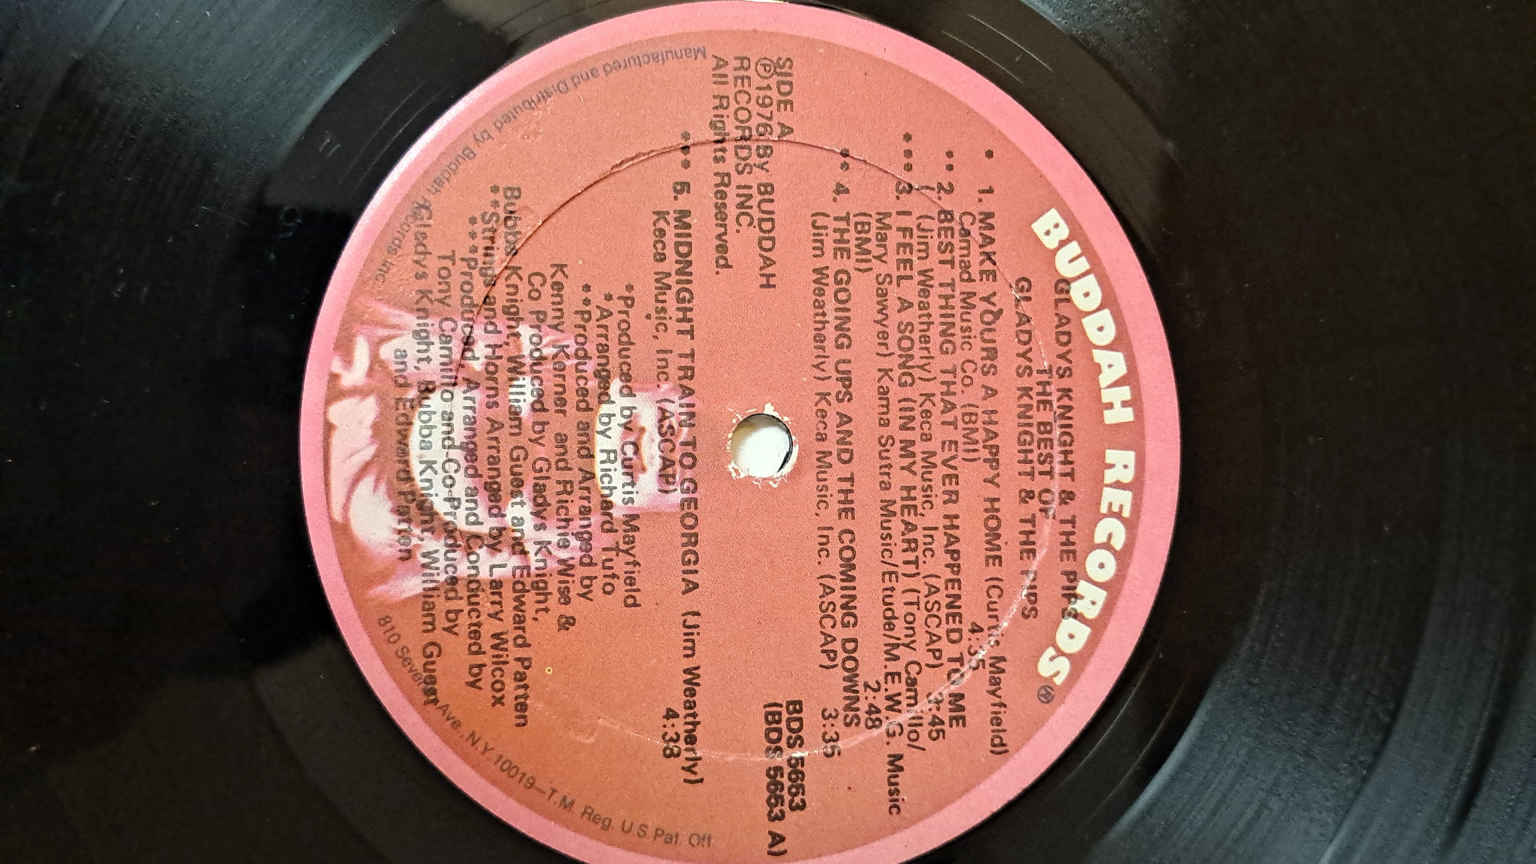 BUDDAH RECORDS
GLADYS KNIGHT & THE PIPS
THE BEST OF
GLADYS KNIGHT & THE PIPS
* 1. MAKE YOURS A HAPPY HOME (Curtis Mayfield)
Camad Music Co. (BMI) 4:35
** 2. BEST THING THAT EVER HAPPENED TO ME
(Jim Weatherly) Keca Music, Inc. (ASCAP) 3:45
*** 3. I FEEL A SONG (IN MY HEART) (Tony Camillo/
Mary Sawyer) Kama Sutra Music/Etude/M.E.W.G. Music
(BMI) 2:48
** 4. THE GOING UPS AND THE COMING DOWNS
(Jim Weatherly) Keca Music, Inc. (ASCAP) 3:35
SIDE A
BDS 5653
℗1976 By BUDDAH
(BDS 5653 A)
RECORDS INC.
All Rights Reserved.
*** 5. MIDNIGHT TRAIN TO GEORGIA (Jim Weatherly)
Keca Music, Inc. (ASCAP) 4:38
*Produced by Curtis Mayfield
*Arranged by Richard Tufo
**Produced and Arranged by
Kenny Kerner and Richie Wise &
Co Produced by Gladys Knight,
Bubba Knight, William Guest and Edward Patten
**Strings and Horns Arranged by Larry Wilcox
***Produced, Arranged and Conducted by
Tony Camillo and Co-Produced by
Gladys Knight, Bubba Knight, William Guest
and Edward Patten
Manufactured and Distributed by Buddah Records Inc.
810 Seventh Ave., N.Y. 10019–T.M. Reg. U.S. Pat. Off.